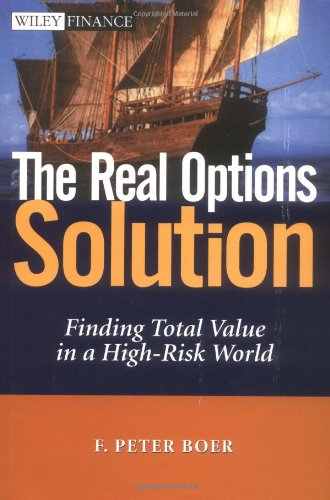 WILEY FINANCE
The Real Options
Solution
Finding Total Value
in a High-Risk World
F. PETER BOER